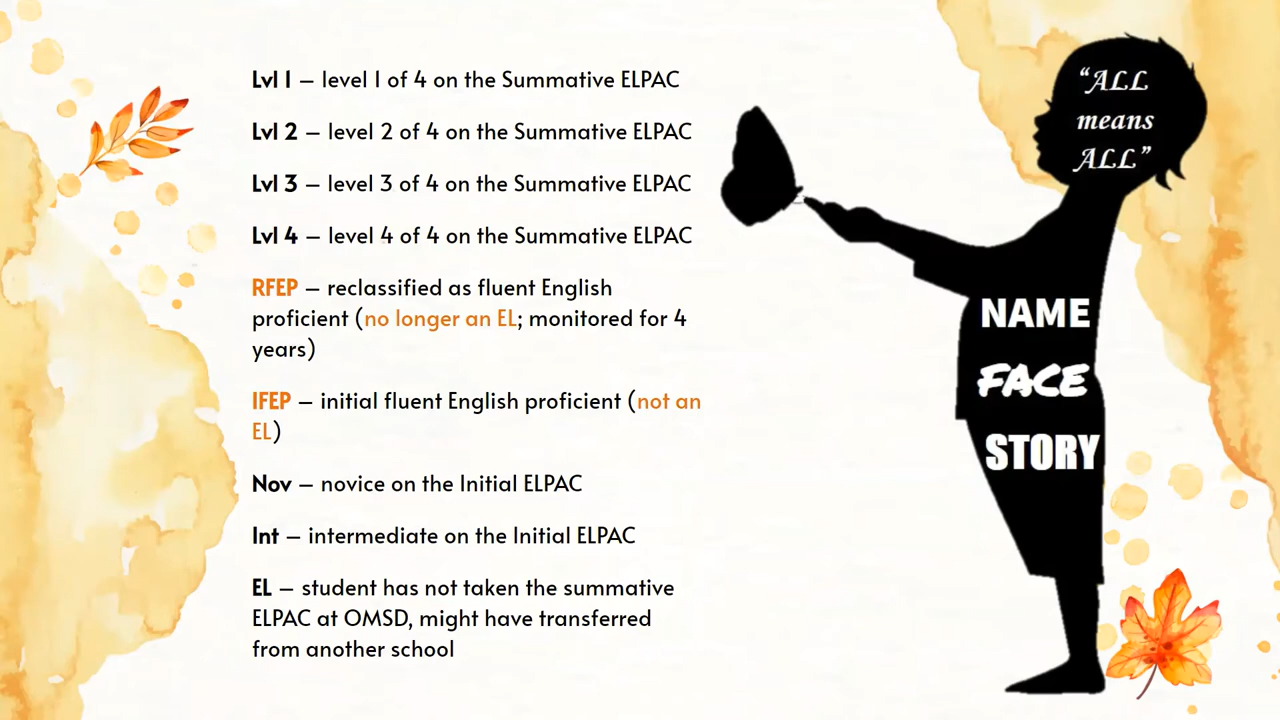 Lvl 1 – level 1 of 4 on the Summative ELPAC
Lvl 2 – level 2 of 4 on the Summative ELPAC
Lvl 3 – level 3 of 4 on the Summative ELPAC
Lvl 4 – level 4 of 4 on the Summative ELPAC
RFEP – reclassified as fluent English
proficient (no longer an EL; monitored for 4
years)
IFEP – initial fluent English proficient (not an
EL)
Nov – novice on the Initial ELPAC
Int – intermediate on the Initial ELPAC
EL – student has not taken the summative
ELPAC at OMSD, might have transferred
from another school
“ALL
means
ALL”
NAME
FACE
STORY